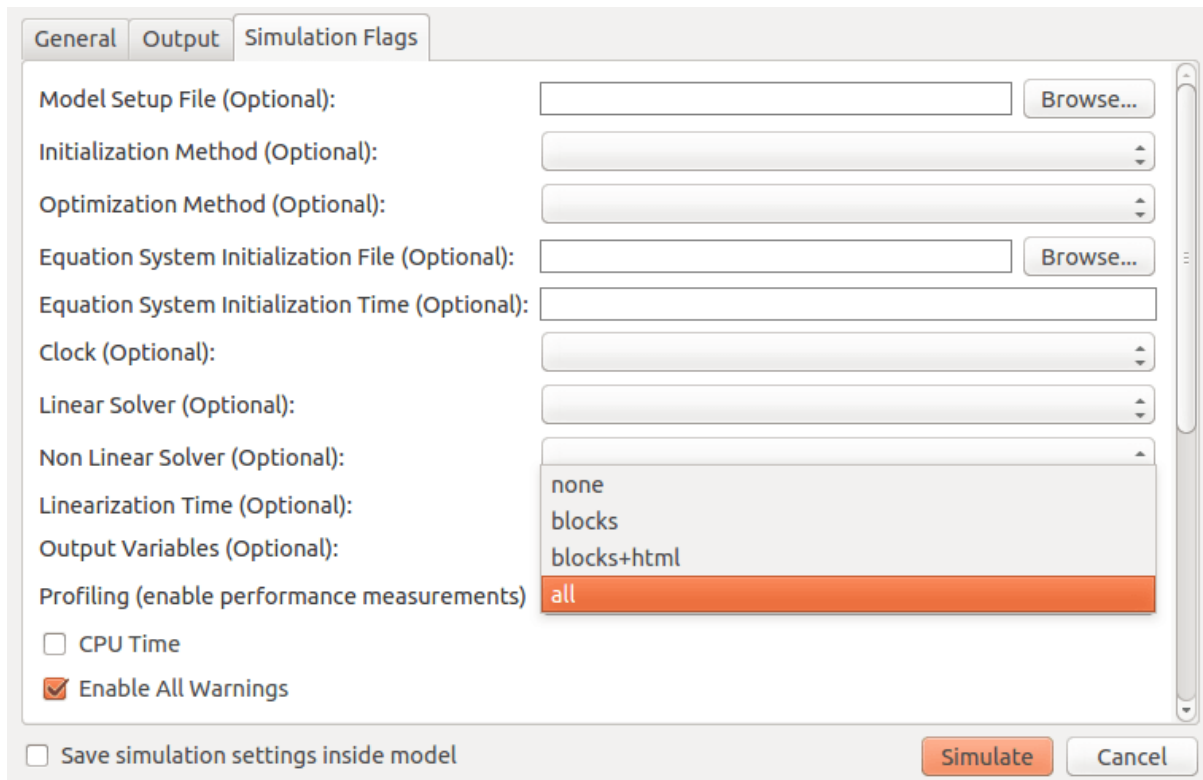 General Output Simulation Flags
Model Setup File (Optional): Browse...
Initialization Method (Optional):
Optimization Method (Optional):
Equation System Initialization File (Optional): Browse...
Equation System Initialization Time (Optional):
Clock (Optional):
Linear Solver (Optional):
Non Linear Solver (Optional):
none
Linearization Time (Optional):
blocks
Output Variables (Optional):
blocks+html
Profiling (enable performance measurements) all
CPU Time
Enable All Warnings
Save simulation settings inside model Simulate Cancel